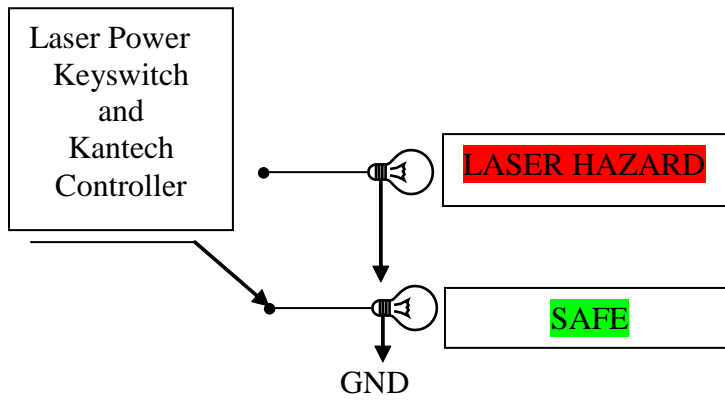 Laser Power
Keyswitch
and
Kantech
Controller
LASER HAZARD
SAFE
GND